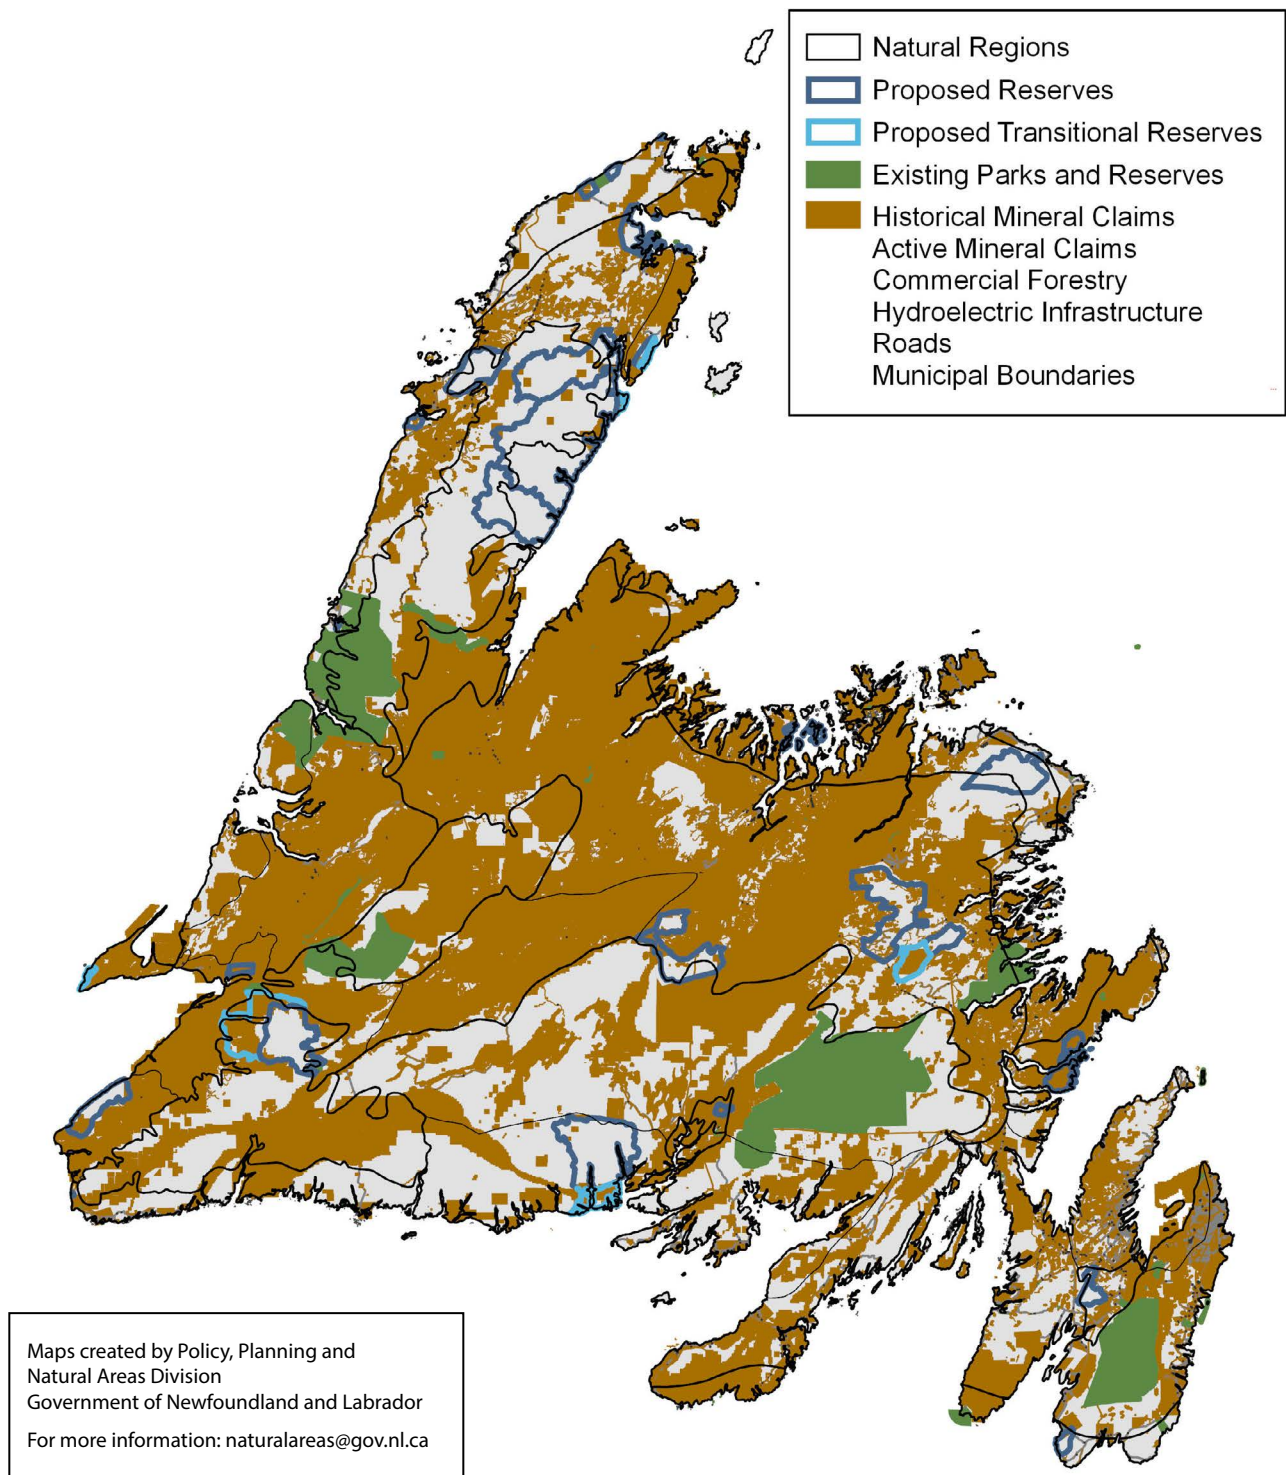 Natural Regions
Proposed Reserves
Proposed Transitional Reserves
Existing Parks and Reserves
Historical Mineral Claims
Active Mineral Claims
Commercial Forestry
Hydroelectric Infrastructure
Roads
Municipal Boundaries
Maps created by Policy, Planning and
Natural Areas Division
Government of Newfoundland and Labrador
For more information: naturalareas@gov.nl.ca